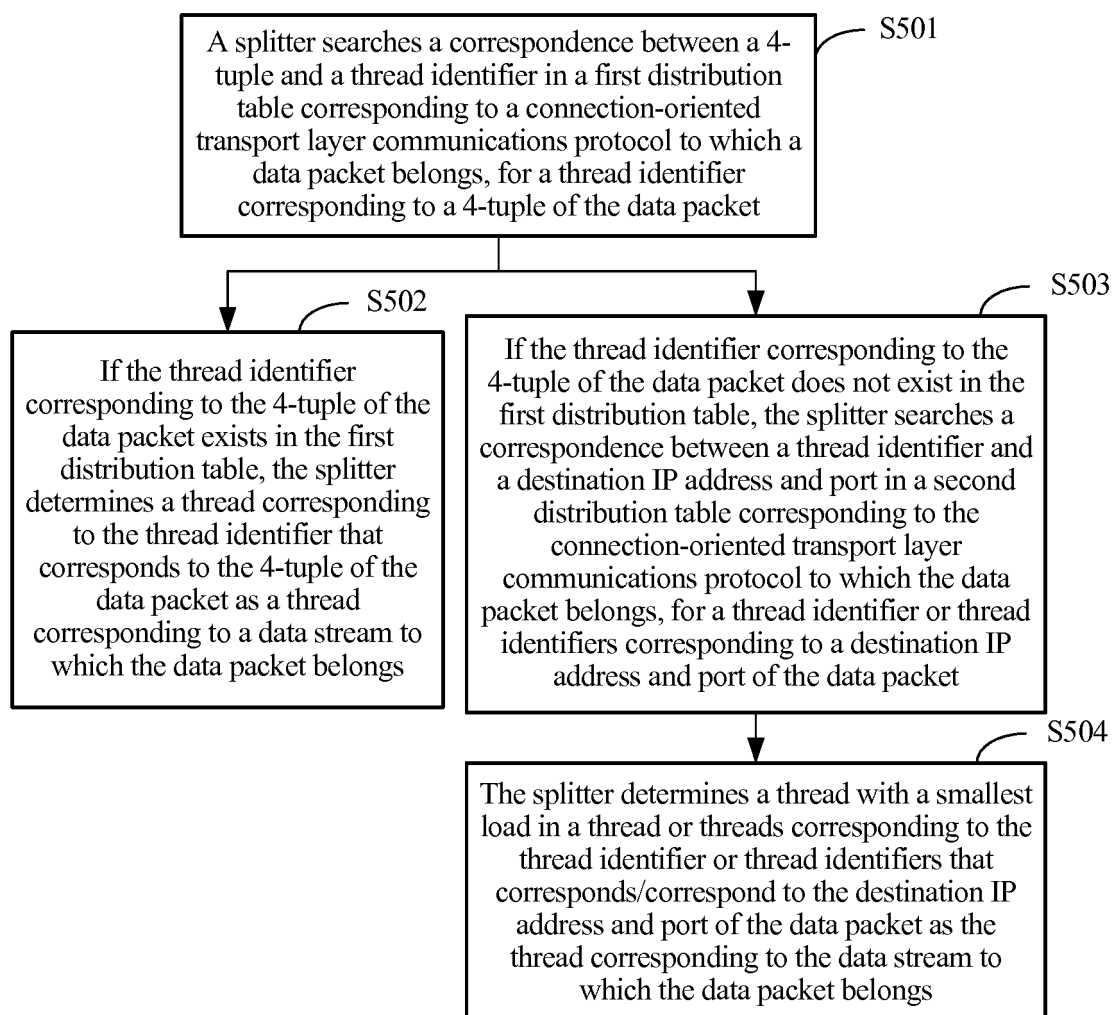 A splitter searches a correspondence between a 4-
tuple and a thread identifier in a first distribution
table corresponding to a connection-oriented
transport layer communications protocol to which a
data packet belongs, for a thread identifier
corresponding to a 4-tuple of the data packet
S501
S502
If the thread identifier
corresponding to the 4-tuple of the
data packet exists in the first
distribution table, the splitter
determines a thread corresponding
to the thread identifier that
corresponds to the 4-tuple of the
data packet as a thread
corresponding to a data stream to
which the data packet belongs
S503
If the thread identifier corresponding to the
4-tuple of the data packet does not exist in the
first distribution table, the splitter searches a
correspondence between a thread identifier and
a destination IP address and port in a second
distribution table corresponding to the
connection-oriented transport layer
communications protocol to which the data
packet belongs, for a thread identifier or thread
identifiers corresponding to a destination IP
address and port of the data packet
S504
The splitter determines a thread with a smallest
load in a thread or threads corresponding to the
thread identifier or thread identifiers that
corresponds/correspond to the destination IP
address and port of the data packet as the
thread corresponding to the data stream to
which the data packet belongs